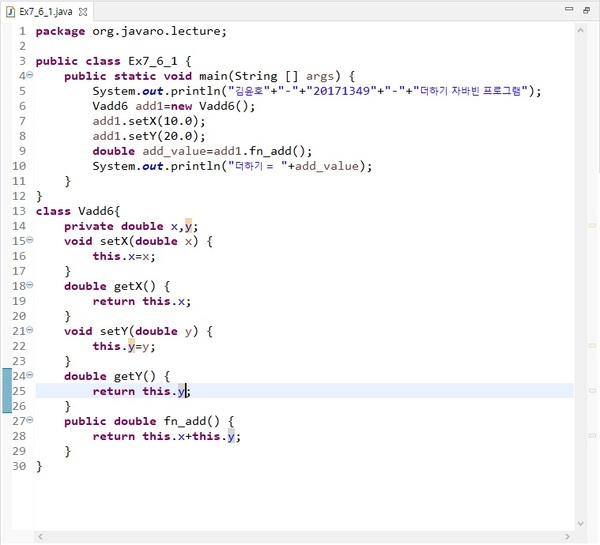 Ex7_6_1.java
1 package org.javaro.lecture;
2
3 public class Ex7_6_1 {
4 public static void main(String [] args) {
5 System.out.println("김윤호"+"-"+"20171349"+"-"+"더하기 자바빈 프로그램");
6 Vadd6 add1=new Vadd6();
7 add1.setX(10.0);
8 add1.setY(20.0);
9 double add_value=add1.fn_add();
10 System.out.println("더하기 = "+add_value);
11 }
12 }
13 class Vadd6{
14 private double x,y;
15 void setX(double x) {
16 this.x=x;
17 }
18 double getX() {
19 return this.x;
20 }
21 void setY(double y) {
22 this.y=y;
23 }
24 double getY() {
25 return this.y;
26 }
27 public double fn_add() {
28 return this.x+this.y;
29 }
30 }